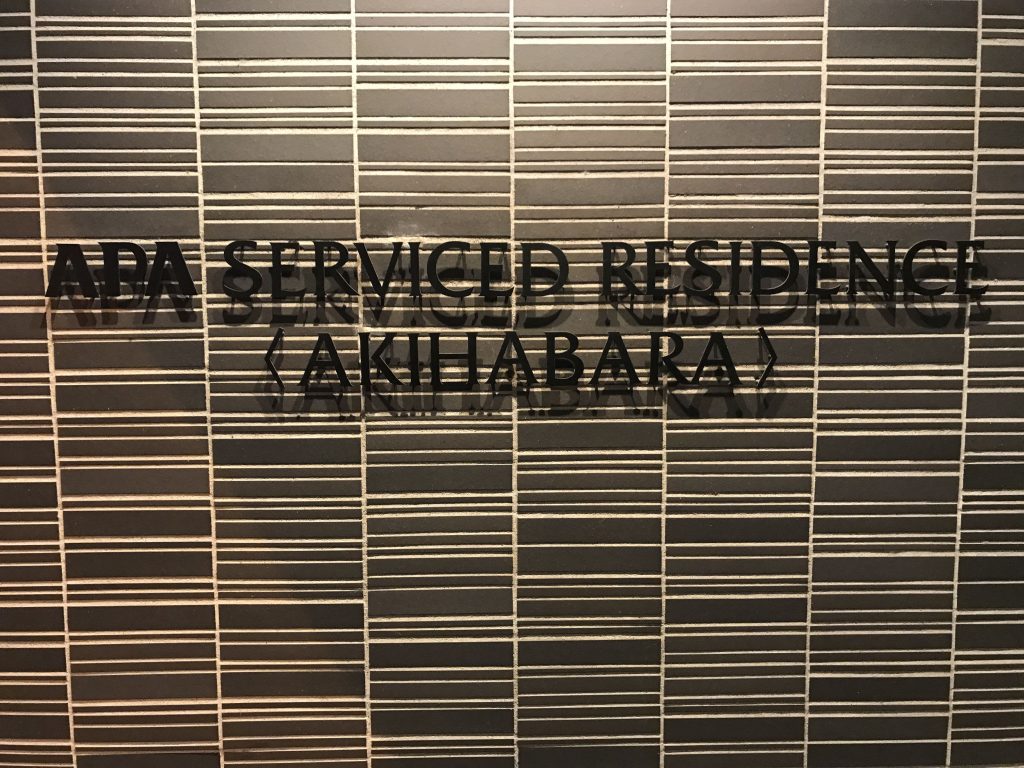 APA SERVICED RESIDENCE
〈AKIHABARA〉